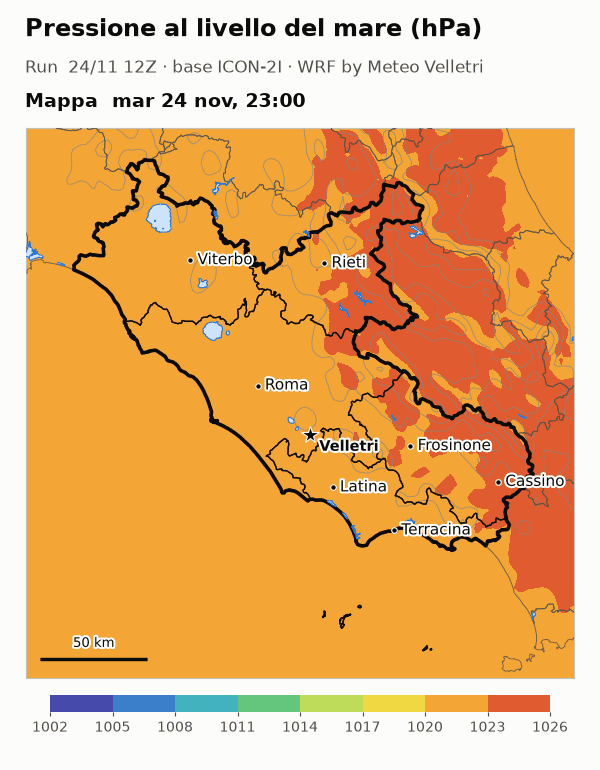 Pressione al livello del mare (hPa)
Run  24/11 12Z · base ICON-2I · WRF by Meteo Velletri
Mappa  mar 24 nov, 23:00
Viterbo
Rieti
Roma
Velletri
Frosinone
Latina
Cassino
Terracina
50 km
1002 1005 1008 1011 1014 1017 1020 1023 1026